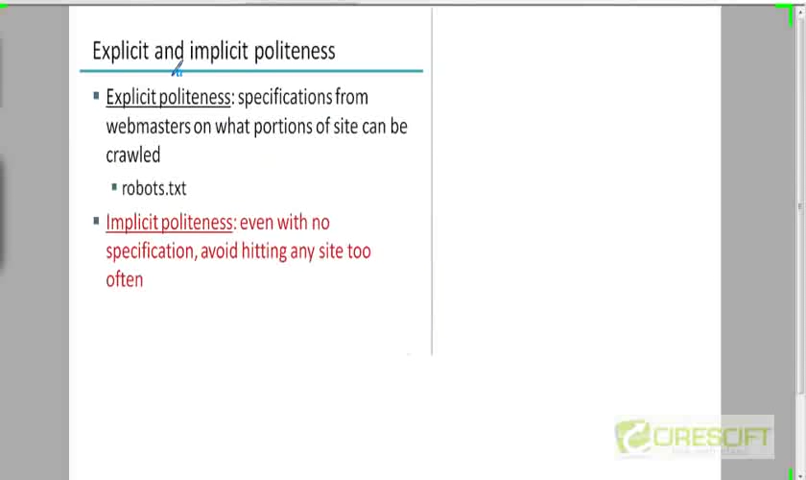 Explicit and implicit politeness
▪ Explicit politeness: specifications from
webmasters on what portions of site can be
crawled
▪ robots.txt
▪ Implicit politeness: even with no
specification, avoid hitting any site too
often